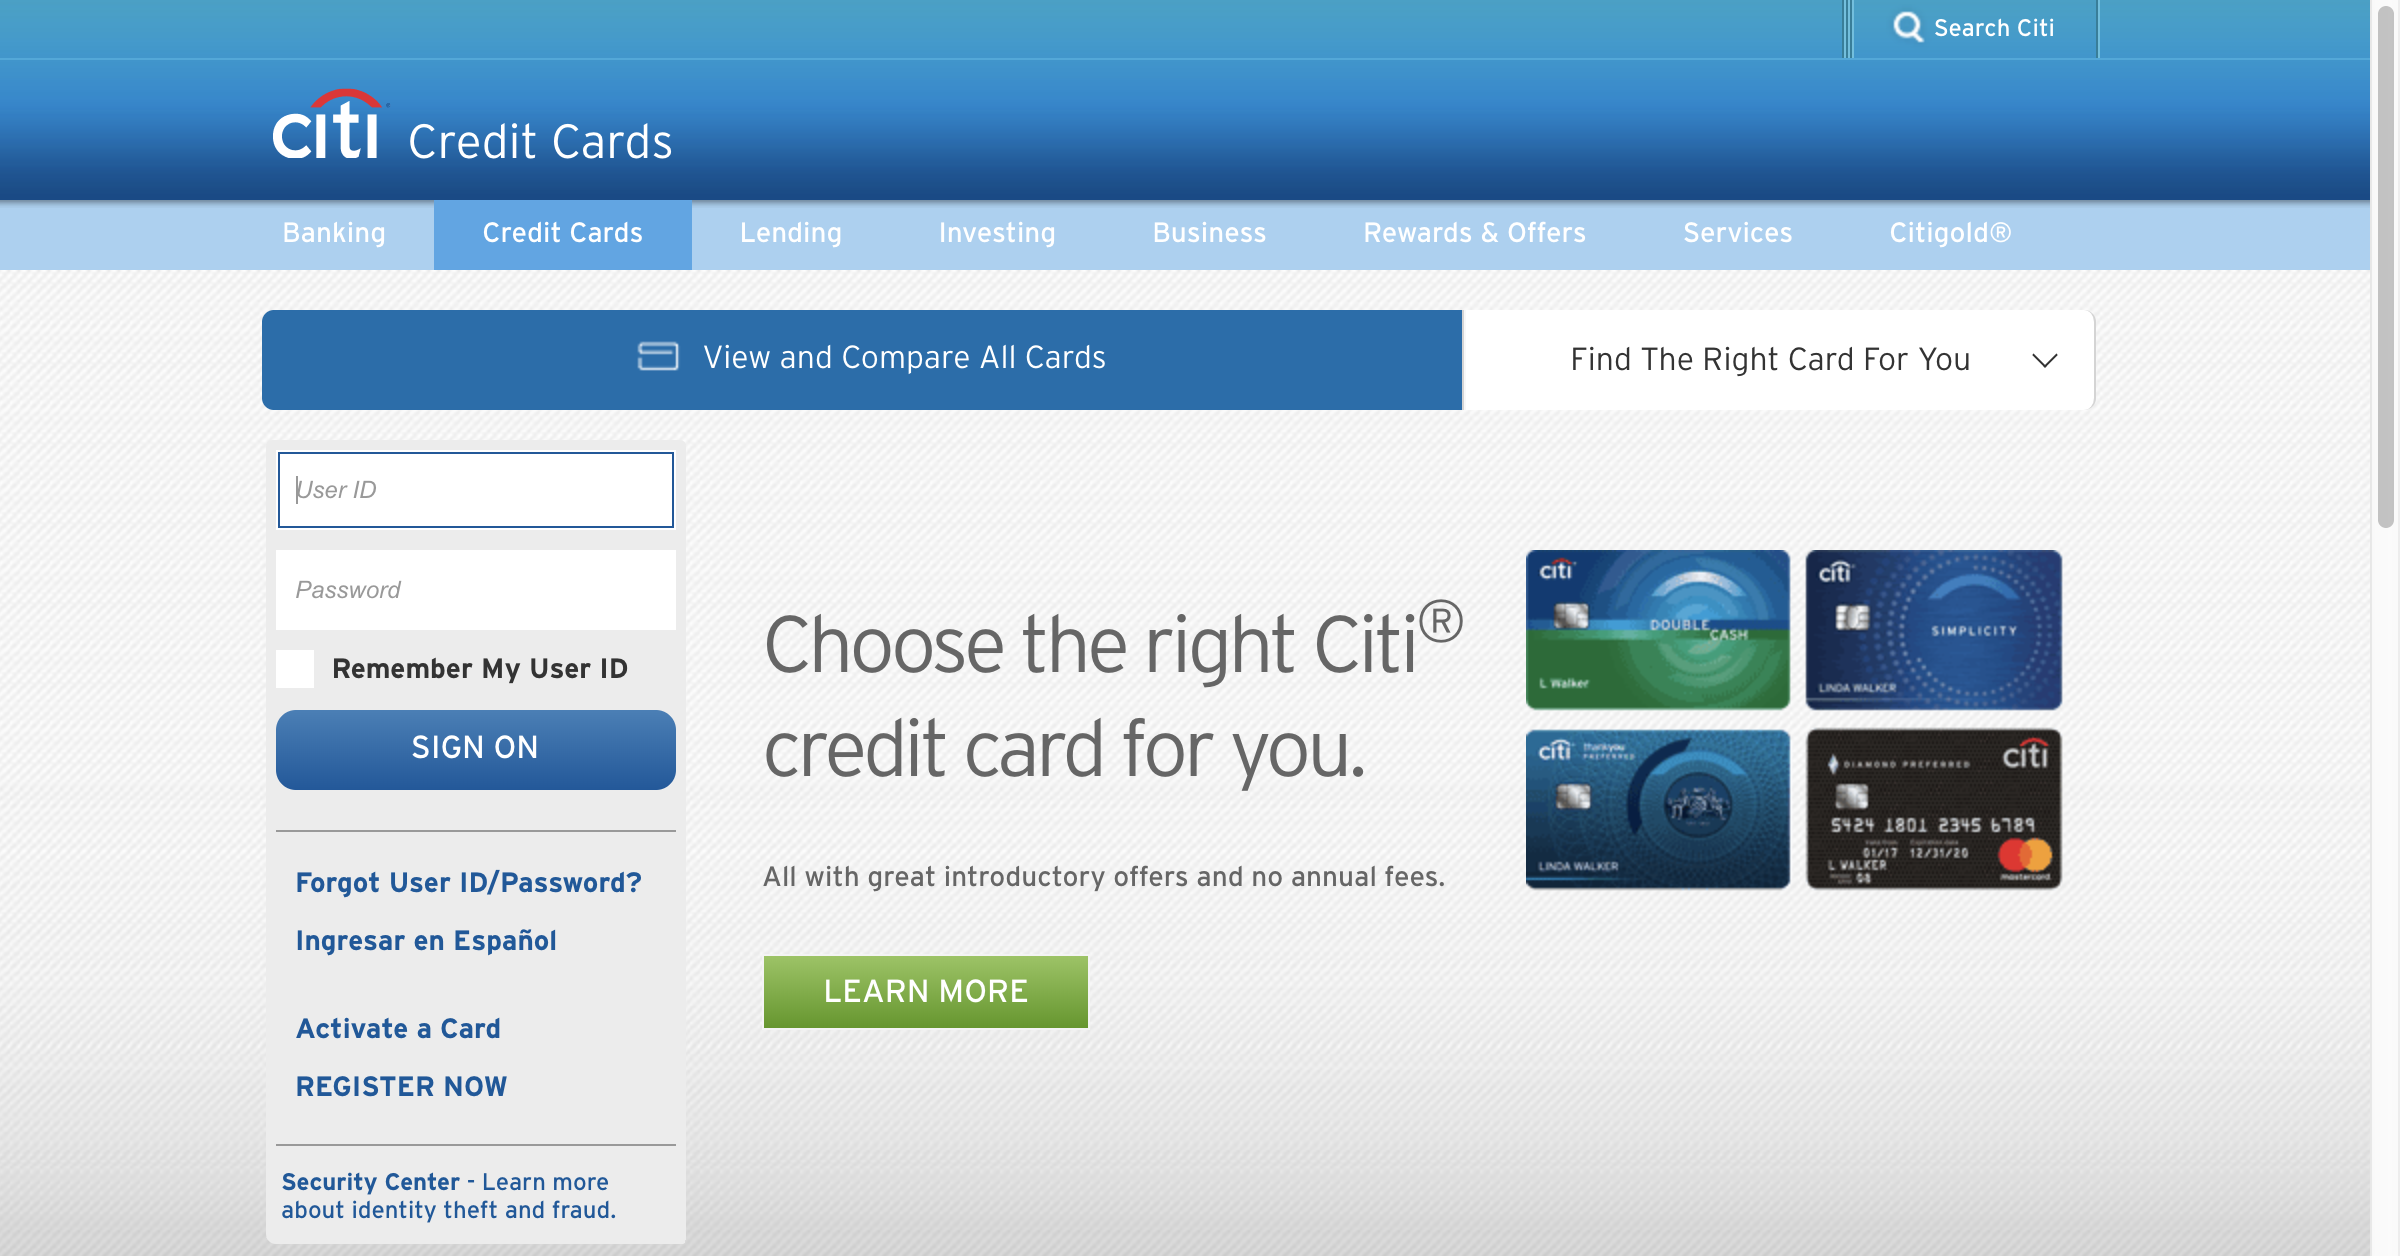 Search Citi
citi Credit Cards
Banking
Credit Cards
Lending
Investing
Business
Rewards & Offers
Services
Citigold®
View and Compare All Cards
Find The Right Card For You
User ID
Password
Remember My User ID
SIGN ON
Forgot User ID/Password?
Ingresar en Español
Activate a Card
REGISTER NOW
Security Center - Learn more
about identity theft and fraud.
Choose the right Citi®
credit card for you.
All with great introductory offers and no annual fees.
LEARN MORE
citi
DOUBLE
CASH
L Walker
citi
SIMPLICITY
LINDA WALKER
citi thankyou
PREFERRED
LINDA WALKER
DIAMOND PREFERRED
citi
5424 1801 2345 6789
01/17 12/31/20
L WALKER
mastercard